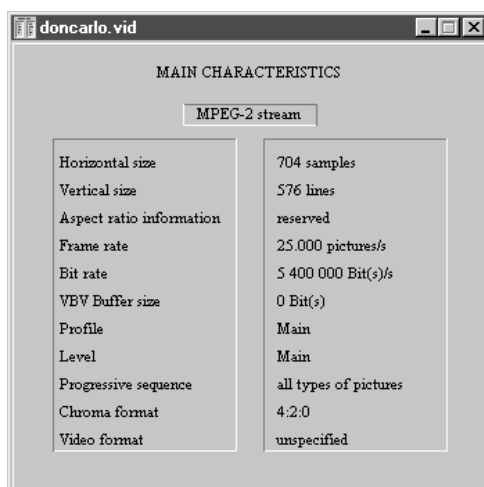 doncarlo.vid
MAIN CHARACTERISTICS
MPEG-2 stream
Horizontal size 704 samples
Vertical size 576 lines
Aspect ratio information reserved
Frame rate 25.000 pictures/s
Bit rate 5 400 000 Bit(s)/s
VBV Buffer size 0 Bit(s)
Profile Main
Level Main
Progressive sequence all types of pictures
Chroma format 4:2:0
Video format unspecified